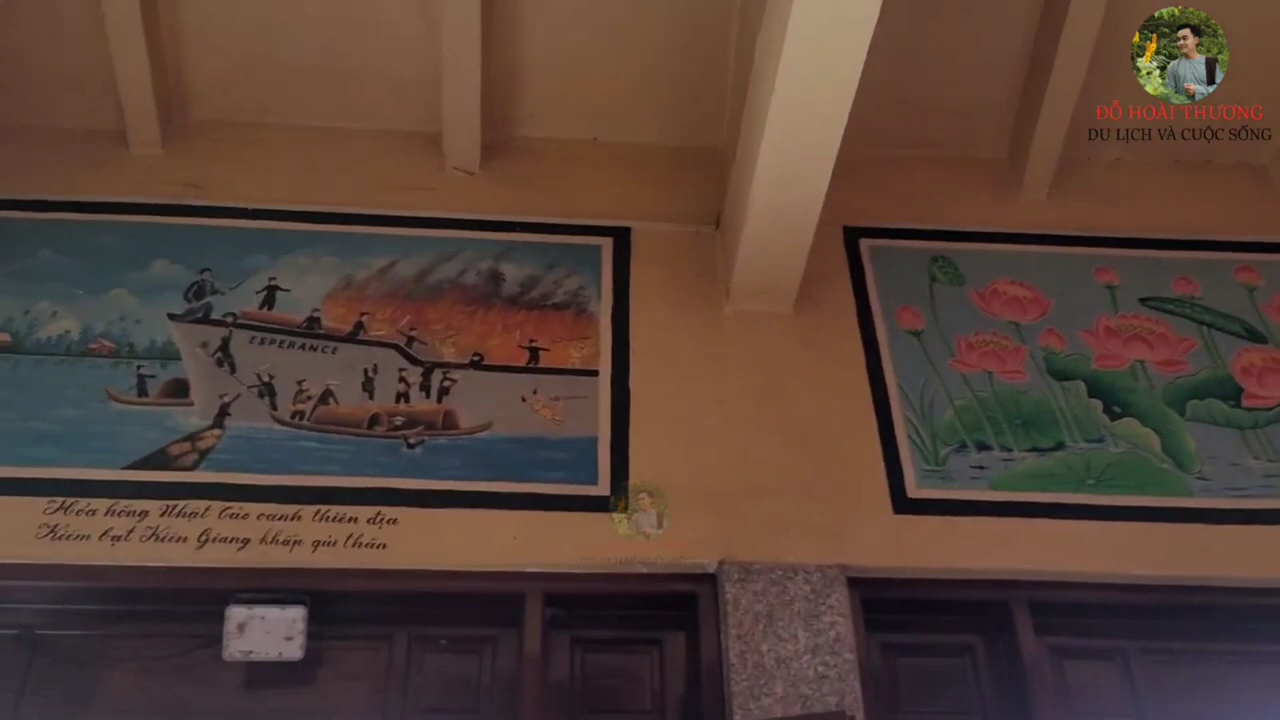 ĐỖ HOÀI THƯƠNG
DU LỊCH VÀ CUỘC SỐNG
ESPERANCE
Hỏa hồng Nhật Tảo oanh thiên địa
Kiếm bạt Kiên Giang khấp quỉ thần